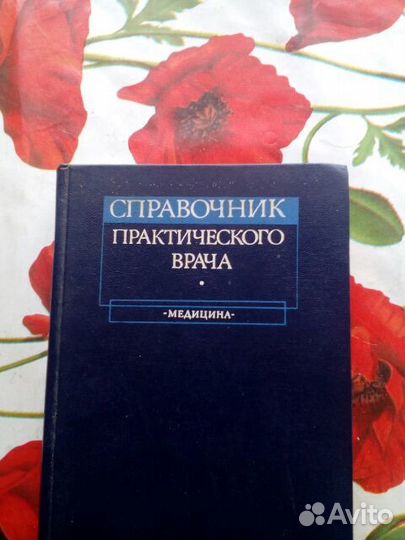 СПРАВОЧНИК
ПРАКТИЧЕСКОГО
ВРАЧА
•
-МЕДИЦИНА-
Avito